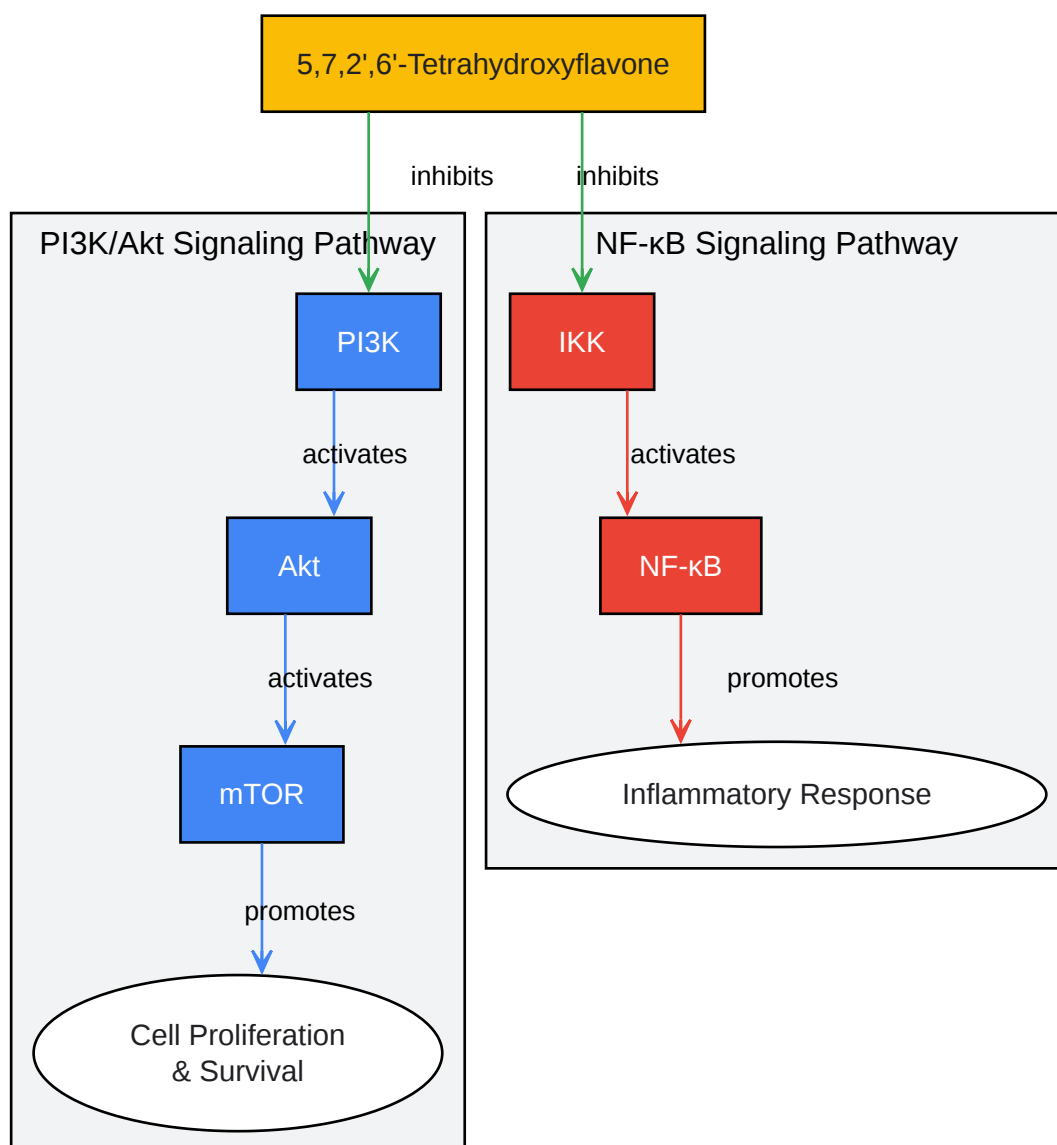 5,7,2',6'-Tetrahydroxyflavone
inhibits
inhibits
PI3K/Akt Signaling Pathway
NF-κB Signaling Pathway
PI3K
IKK
activates
activates
Akt
NF-κB
activates
promotes
mTOR
Inflammatory Response
promotes
Cell Proliferation
& Survival